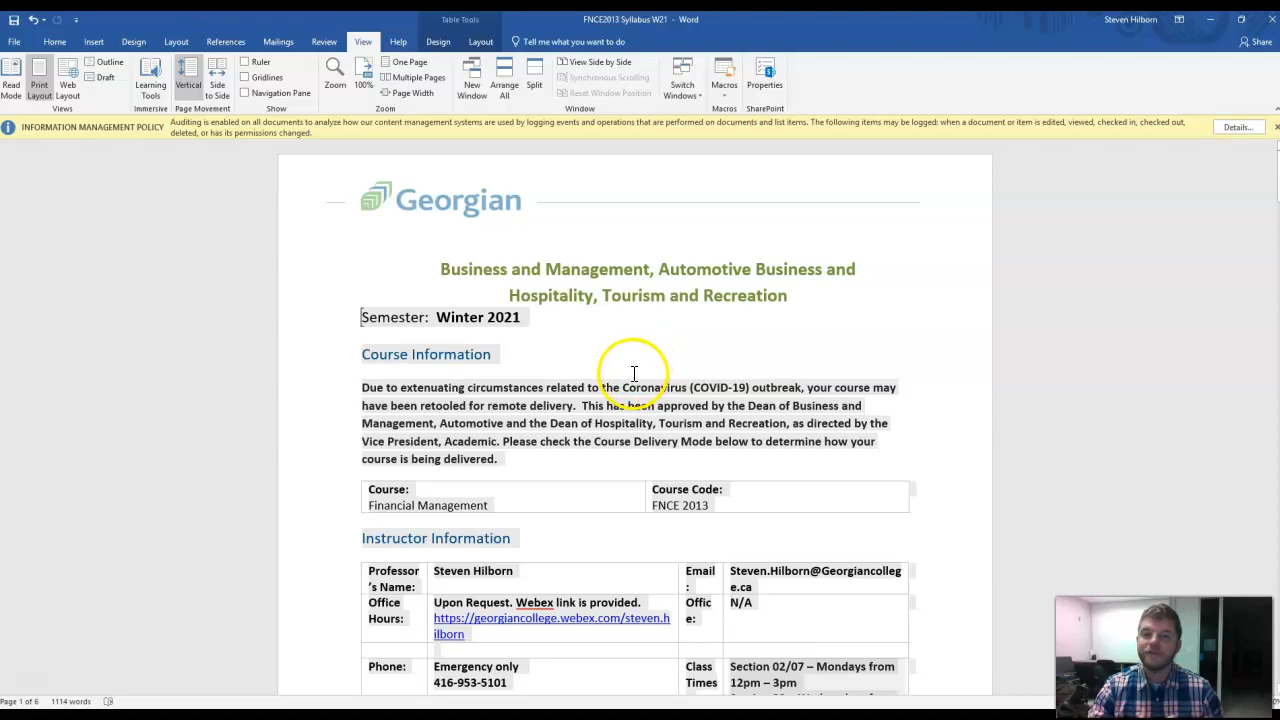 Table Tools
FNCE2013 Syllabus W21 - Word
Steven Hilborn
File Home Insert Design Layout References Mailings Review View Help Design Layout Tell me what you want to do Share
Read Mode
Print Layout
Web Layout
Outline
Draft
Learning Tools
Immersive
Vertical
Side to Side
Page Movement
Ruler
Gridlines
Navigation Pane
Show
Zoom
100%
One Page
Multiple Pages
Page Width
Zoom
New Window
Arrange All
Split
View Side by Side
Synchronous Scrolling
Reset Window Position
Window
Switch Windows
Macros
Macros
Properties
SharePoint
INFORMATION MANAGEMENT POLICY
Auditing is enabled on all documents to analyze how our content management systems are used by logging events and operations that are performed on documents and list items. The following items may be logged: when a document or item is edited, viewed, checked in, checked out,
deleted, or has its permissions changed.
Details...
Georgian
Business and Management, Automotive Business and
Hospitality, Tourism and Recreation
Semester: Winter 2021
Course Information
Due to extenuating circumstances related to the Coronavirus (COVID-19) outbreak, your course may
have been retooled for remote delivery. This has been approved by the Dean of Business and
Management, Automotive and the Dean of Hospitality, Tourism and Recreation, as directed by the
Vice President, Academic. Please check the Course Delivery Mode below to determine how your
course is being delivered.
Course: Course Code:
Financial Management FNCE 2013
Instructor Information
Professor
's Name:
Steven Hilborn
Email
:
Steven.Hilborn@Georgiancolleg
e.ca
Office
Hours:
Upon Request. Webex link is provided.
https://georgiancollege.webex.com/steven.h
ilborn
Offic
e:
N/A
Phone:
Emergency only
416-953-5101
Class
Times
Section 02/07 – Mondays from
12pm – 3pm
Page 1 of 6 1114 words